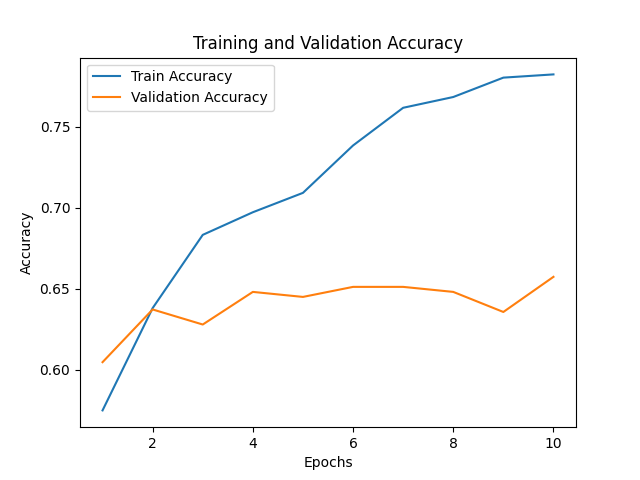 Training and Validation Accuracy
Train Accuracy
Validation Accuracy
0.75
0.70
0.65
0.60
Accuracy
2 4 6 8 10
Epochs